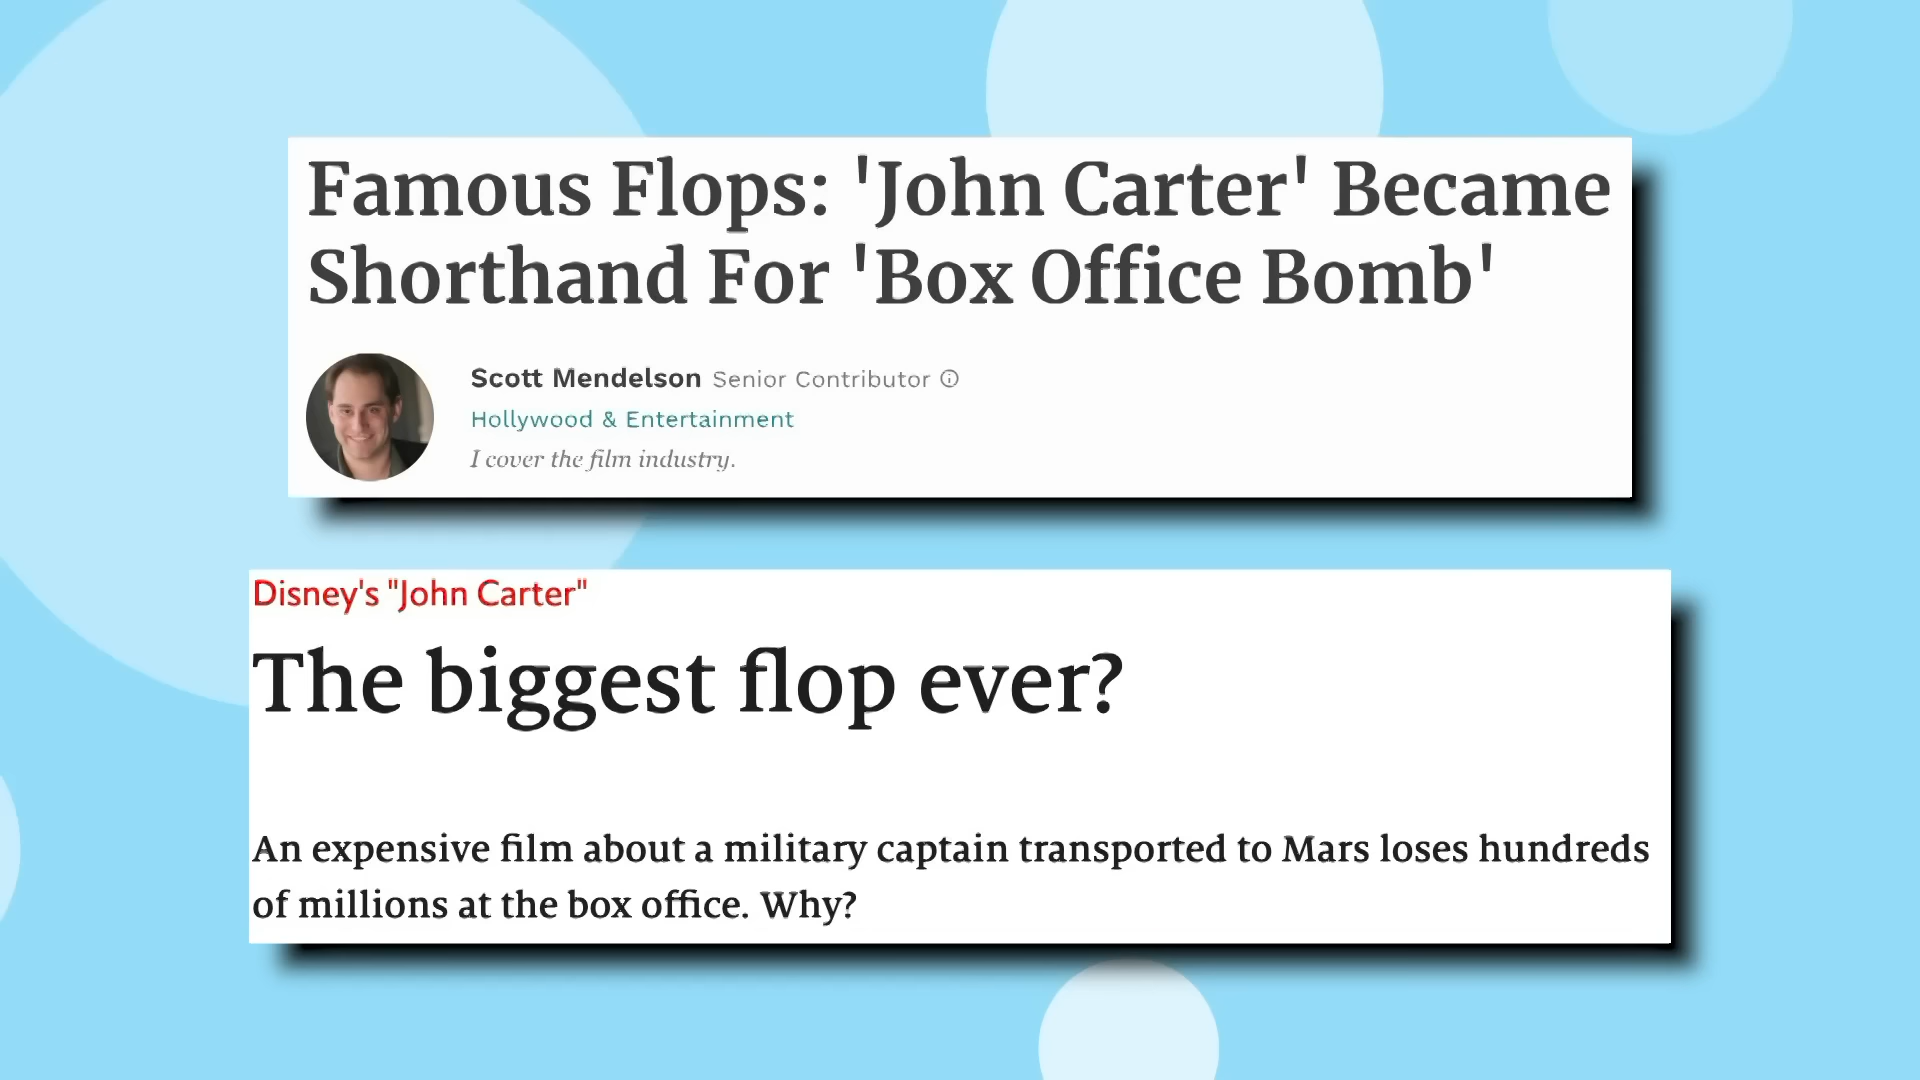 Famous Flops: 'John Carter' Became
Shorthand For 'Box Office Bomb'
Scott Mendelson Senior Contributor
Hollywood & Entertainment
I cover the film industry.
Disney's "John Carter"
The biggest flop ever?
An expensive film about a military captain transported to Mars loses hundreds
of millions at the box office. Why?